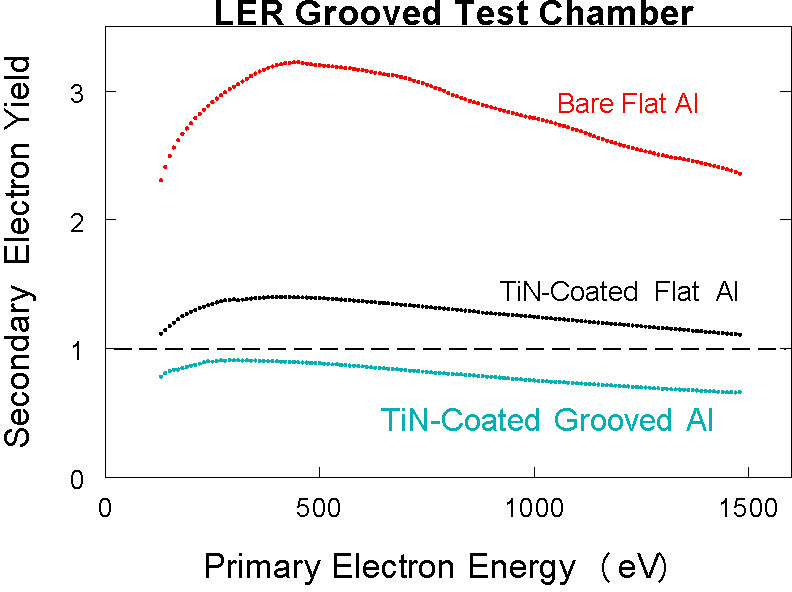 LER Grooved Test Chamber
Secondary Electron Yield
3
Bare Flat Al
2
TiN-Coated Flat Al
1
TiN-Coated Grooved Al
0
0 500 1000 1500
Primary Electron Energy (eV)